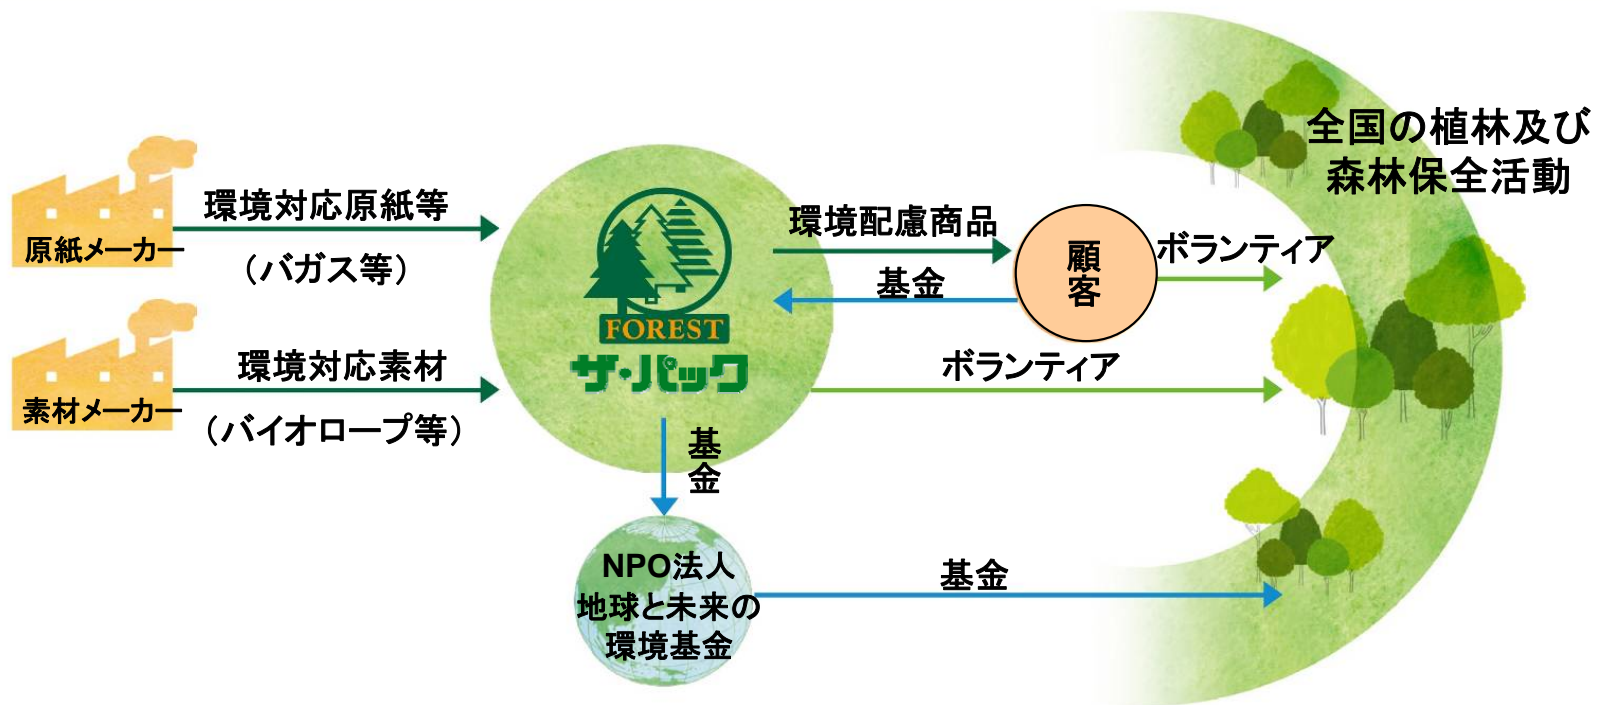 全国の植林及び
森林保全活動
環境対応原紙等
原紙メーカー
（バガス等）
環境配慮商品
顧客
ボランティア
基金
FOREST
ザ・パック
環境対応素材
素材メーカー
（バイオロープ等）
ボランティア
基金
NPO法人
地球と未来の
環境基金
基金